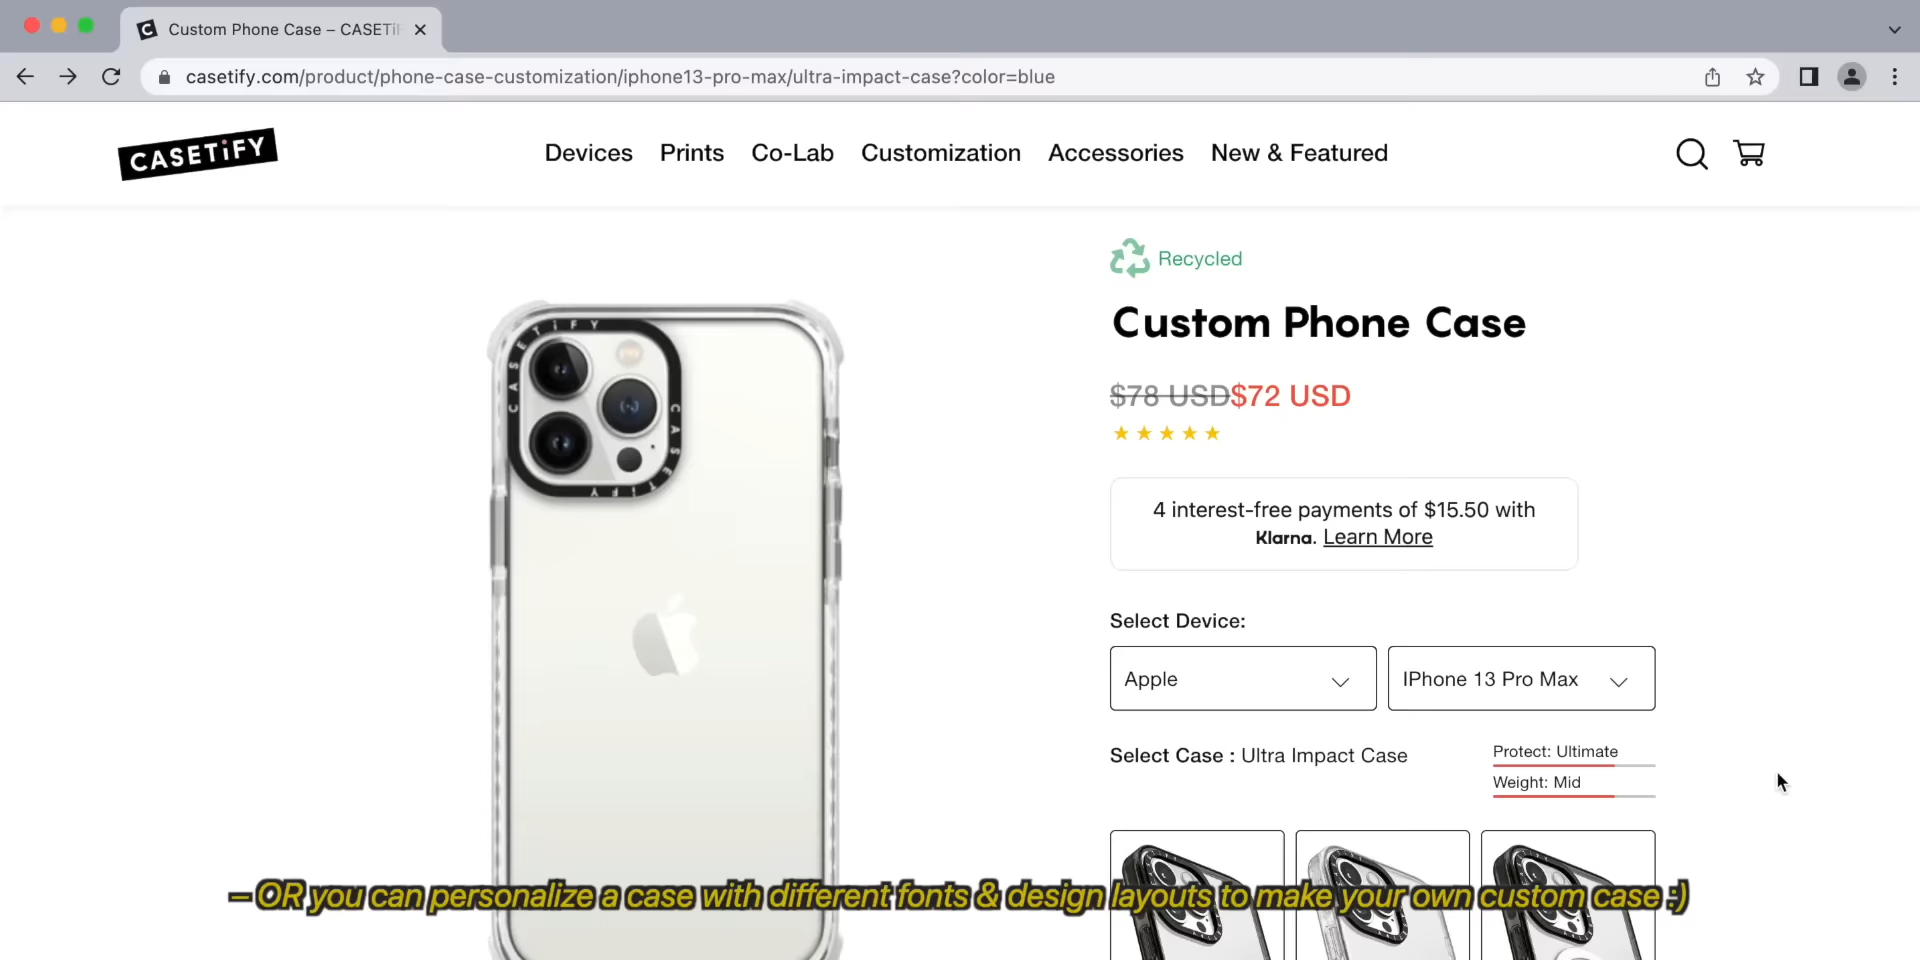 Custom Phone Case – CASETi
casetify.com/product/phone-case-customization/iphone13-pro-max/ultra-impact-case?color=blue
CASETiFY
Devices Prints Co-Lab Customization Accessories New & Featured
Recycled
Custom Phone Case
$78 USD$72 USD
4 interest-free payments of $15.50 with
Klarna. Learn More
Select Device:
Apple
IPhone 13 Pro Max
Select Case : Ultra Impact Case
Protect: Ultimate
Weight: Mid
CASETiFY
CASETiFY
– OR you can personalize a case with different fonts & design layouts to make your own custom case :)